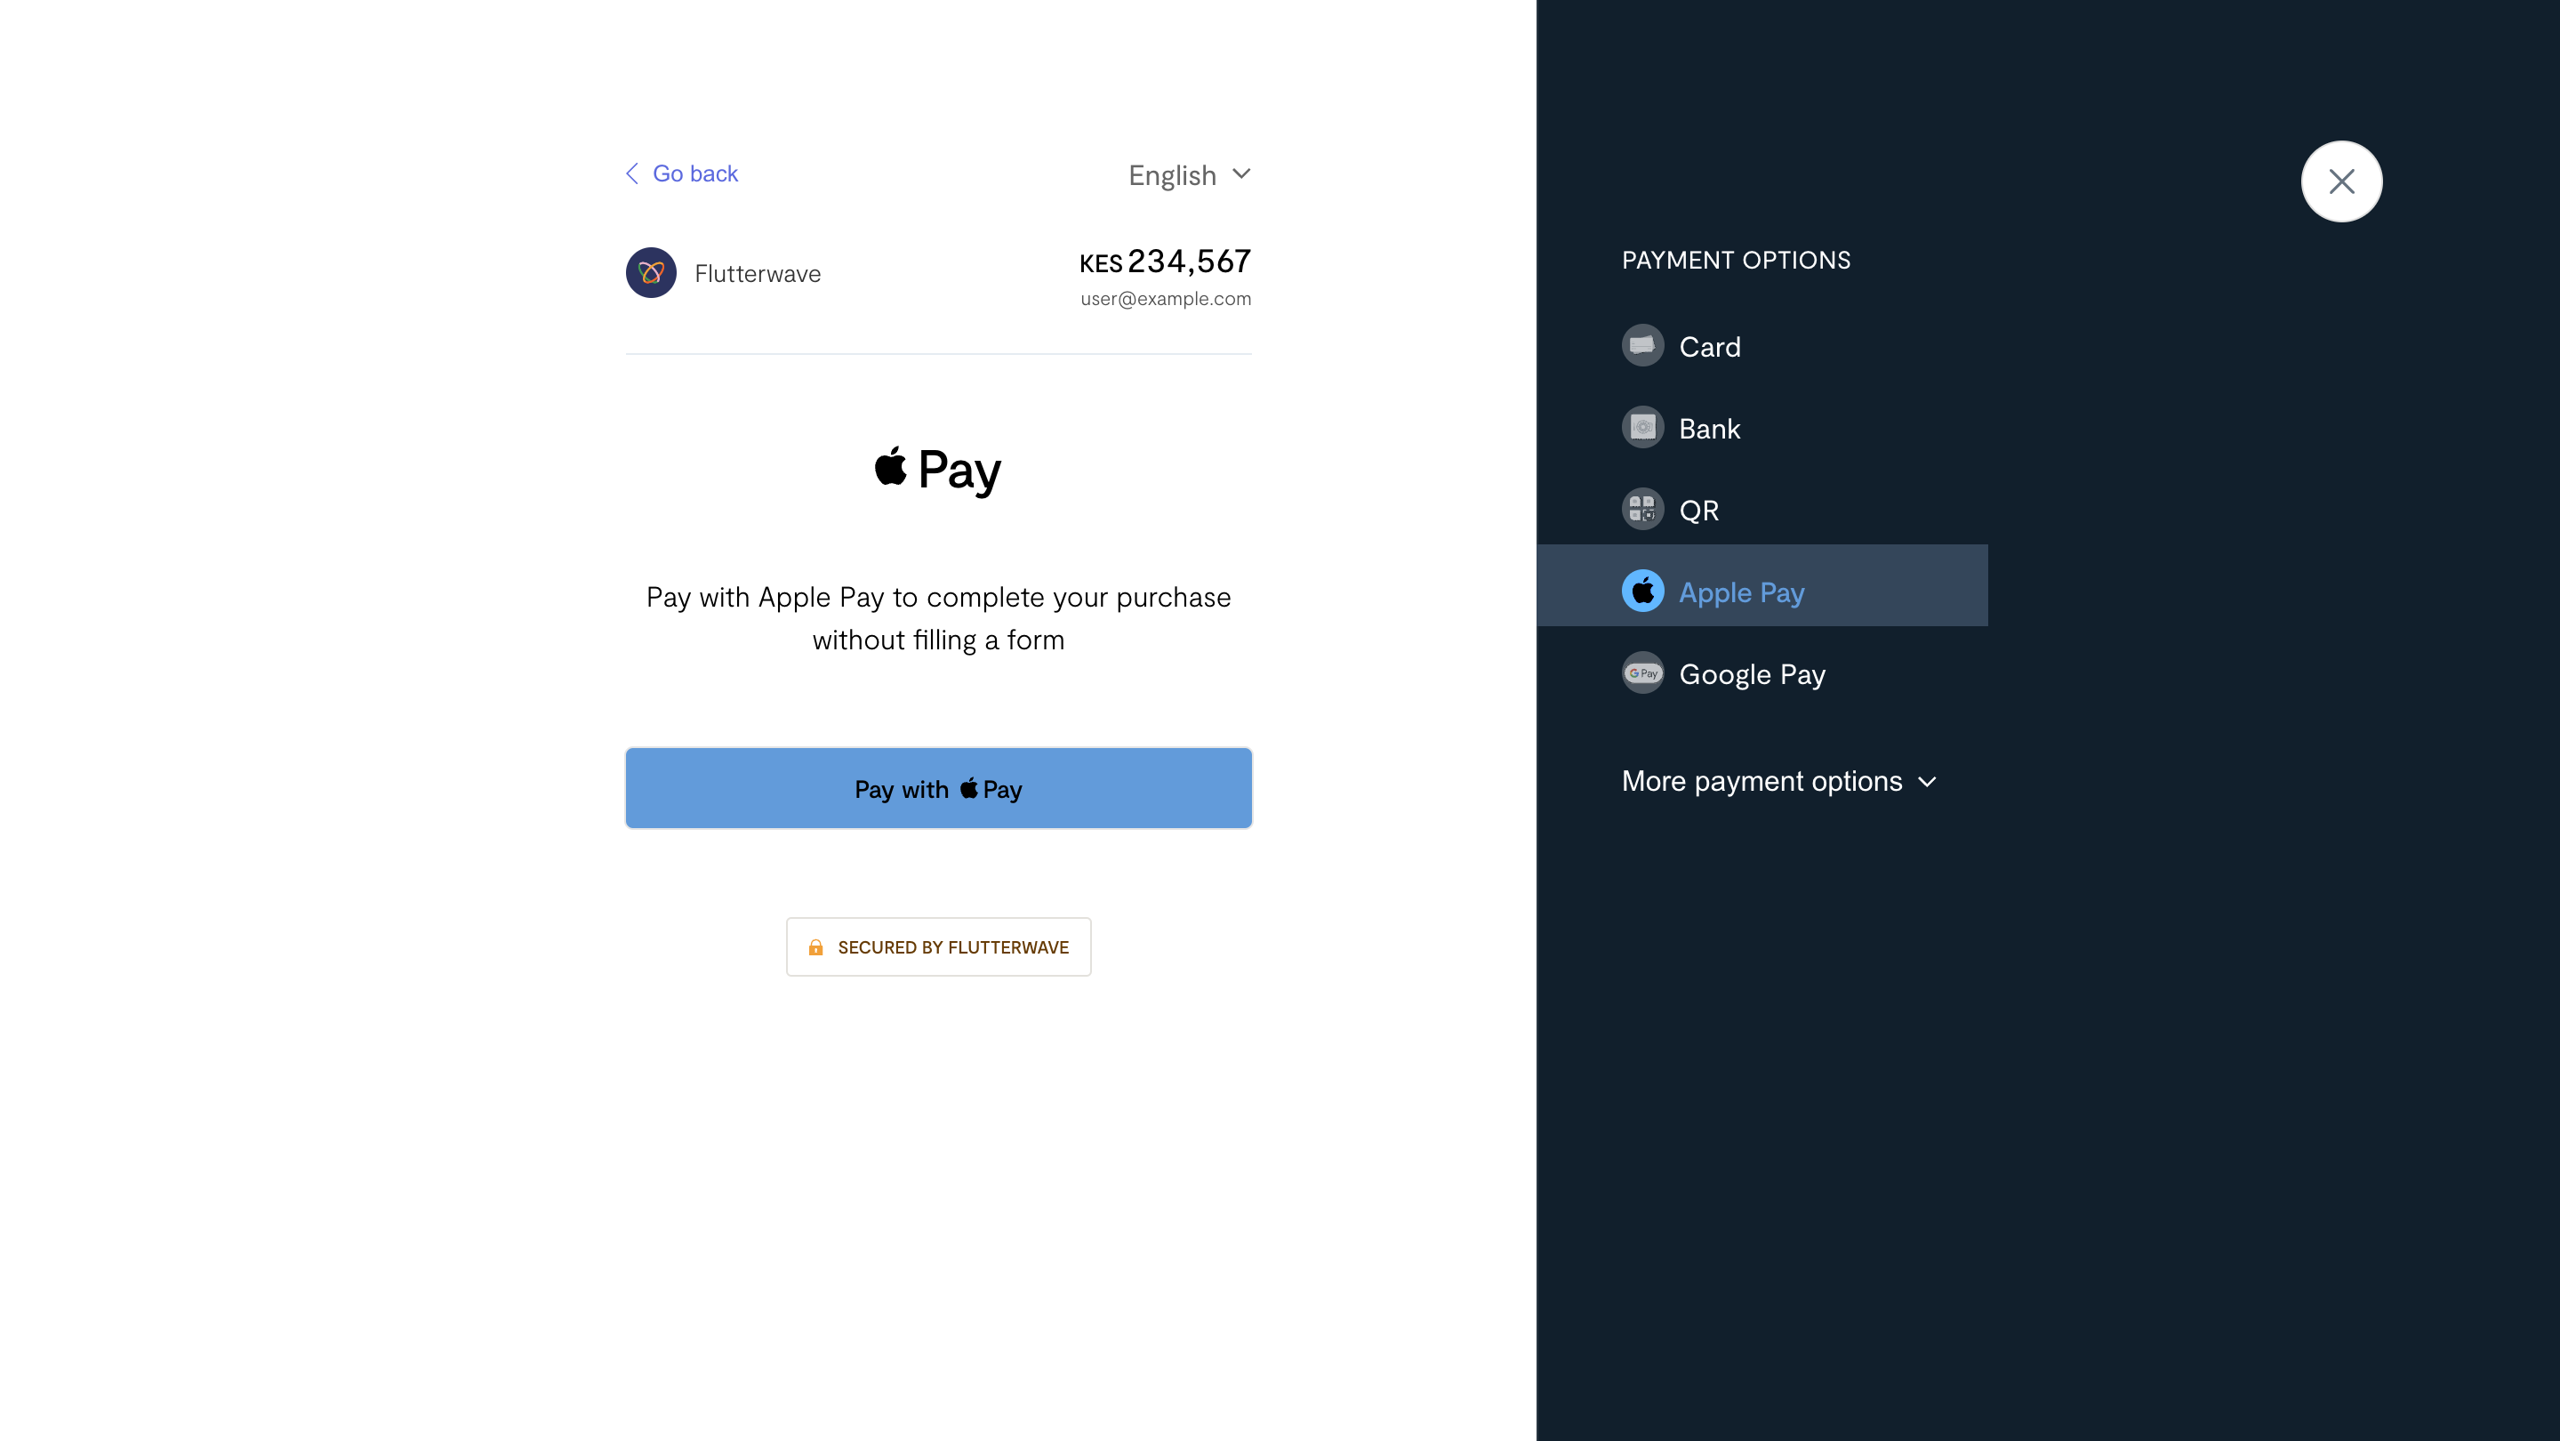 Go back
English
Flutterwave
KES 234,567
user@example.com
Pay
Pay with Apple Pay to complete your purchase
without filling a form
Pay with Pay
SECURED BY FLUTTERWAVE
PAYMENT OPTIONS
Card
Bank
QR
Apple Pay
G Pay
Google Pay
More payment options